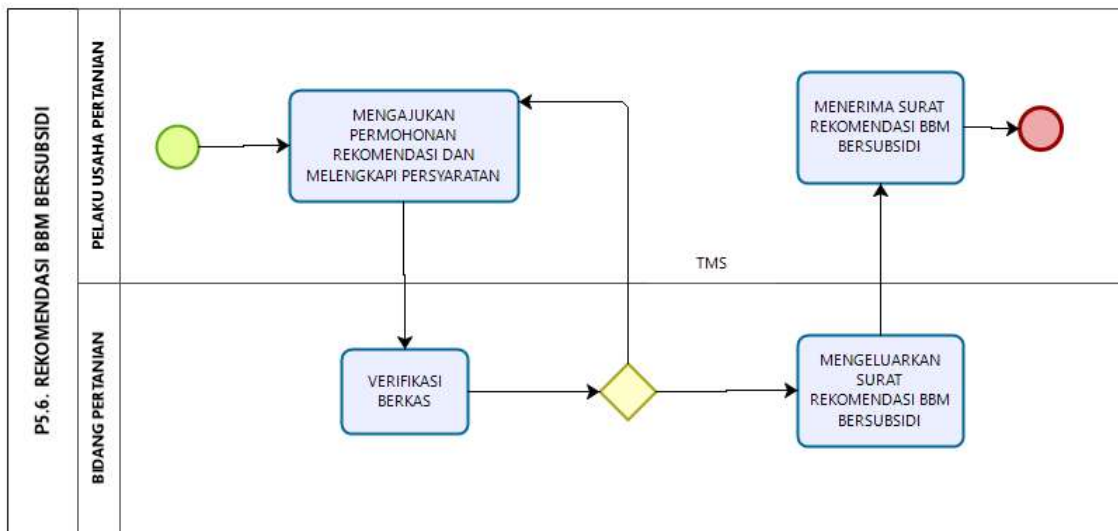 P5.6. REKOMENDASI BBM BERSUBSIDI
PELAKU USAHA PERTANIAN
MENGAJUKAN
PERMOHONAN
REKOMENDASI DAN
MELENGKAPI PERSYARATAN
MENERIMA SURAT
REKOMENDASI BBM
BERSUBSIDI
TMS
BIDANG PERTANIAN
VERIFIKASI
BERKAS
MENGELUARKAN
SURAT
REKOMENDASI BBM
BERSUBSIDI